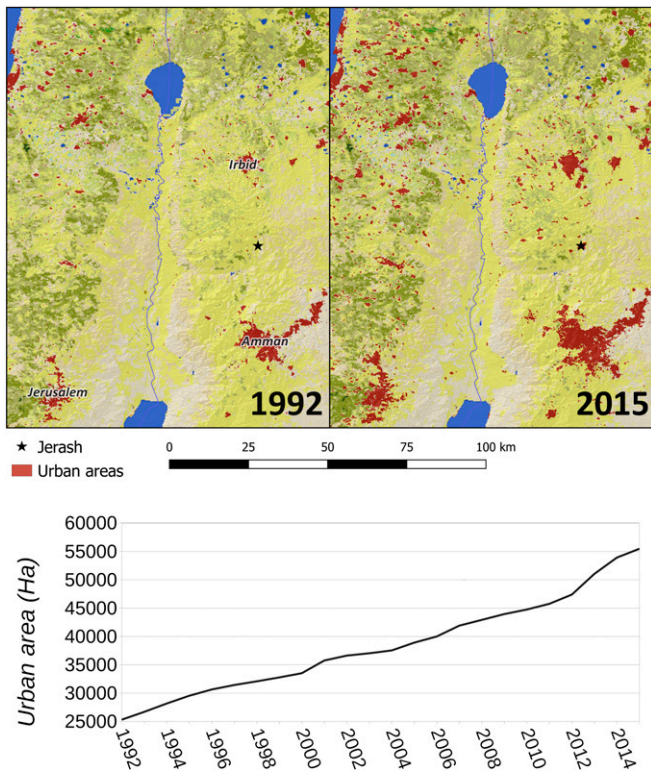 Irbid
Amman
Jerusalem
1992
2015
★ Jerash
Urban areas
0 25 50 75 100 km
Urban area (Ha)
60000
55000
50000
45000
40000
35000
30000
25000
1992 1994 1996 1998 2000 2002 2004 2006 2008 2010 2012 2014